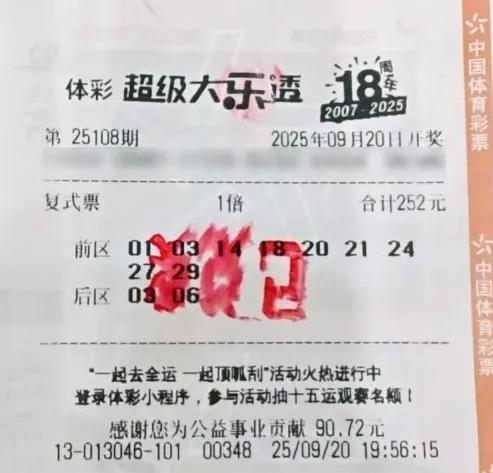 体彩 超级大乐透 18周年 2007-2025
第 25108期 2025年09月20日开奖
复式票 1倍 合计252元
前区 01 03 14 18 20 21 24
27 29
后区 03 06
“一起去全运 一起顶呱刮”活动火热进行中
登录体彩小程序，参与活动抽十五运观赛名额！
感谢您为公益事业贡献 90.72元
13-013046-101 00348 25/09/20 19:56:15
中国体育彩票
中国体育彩票